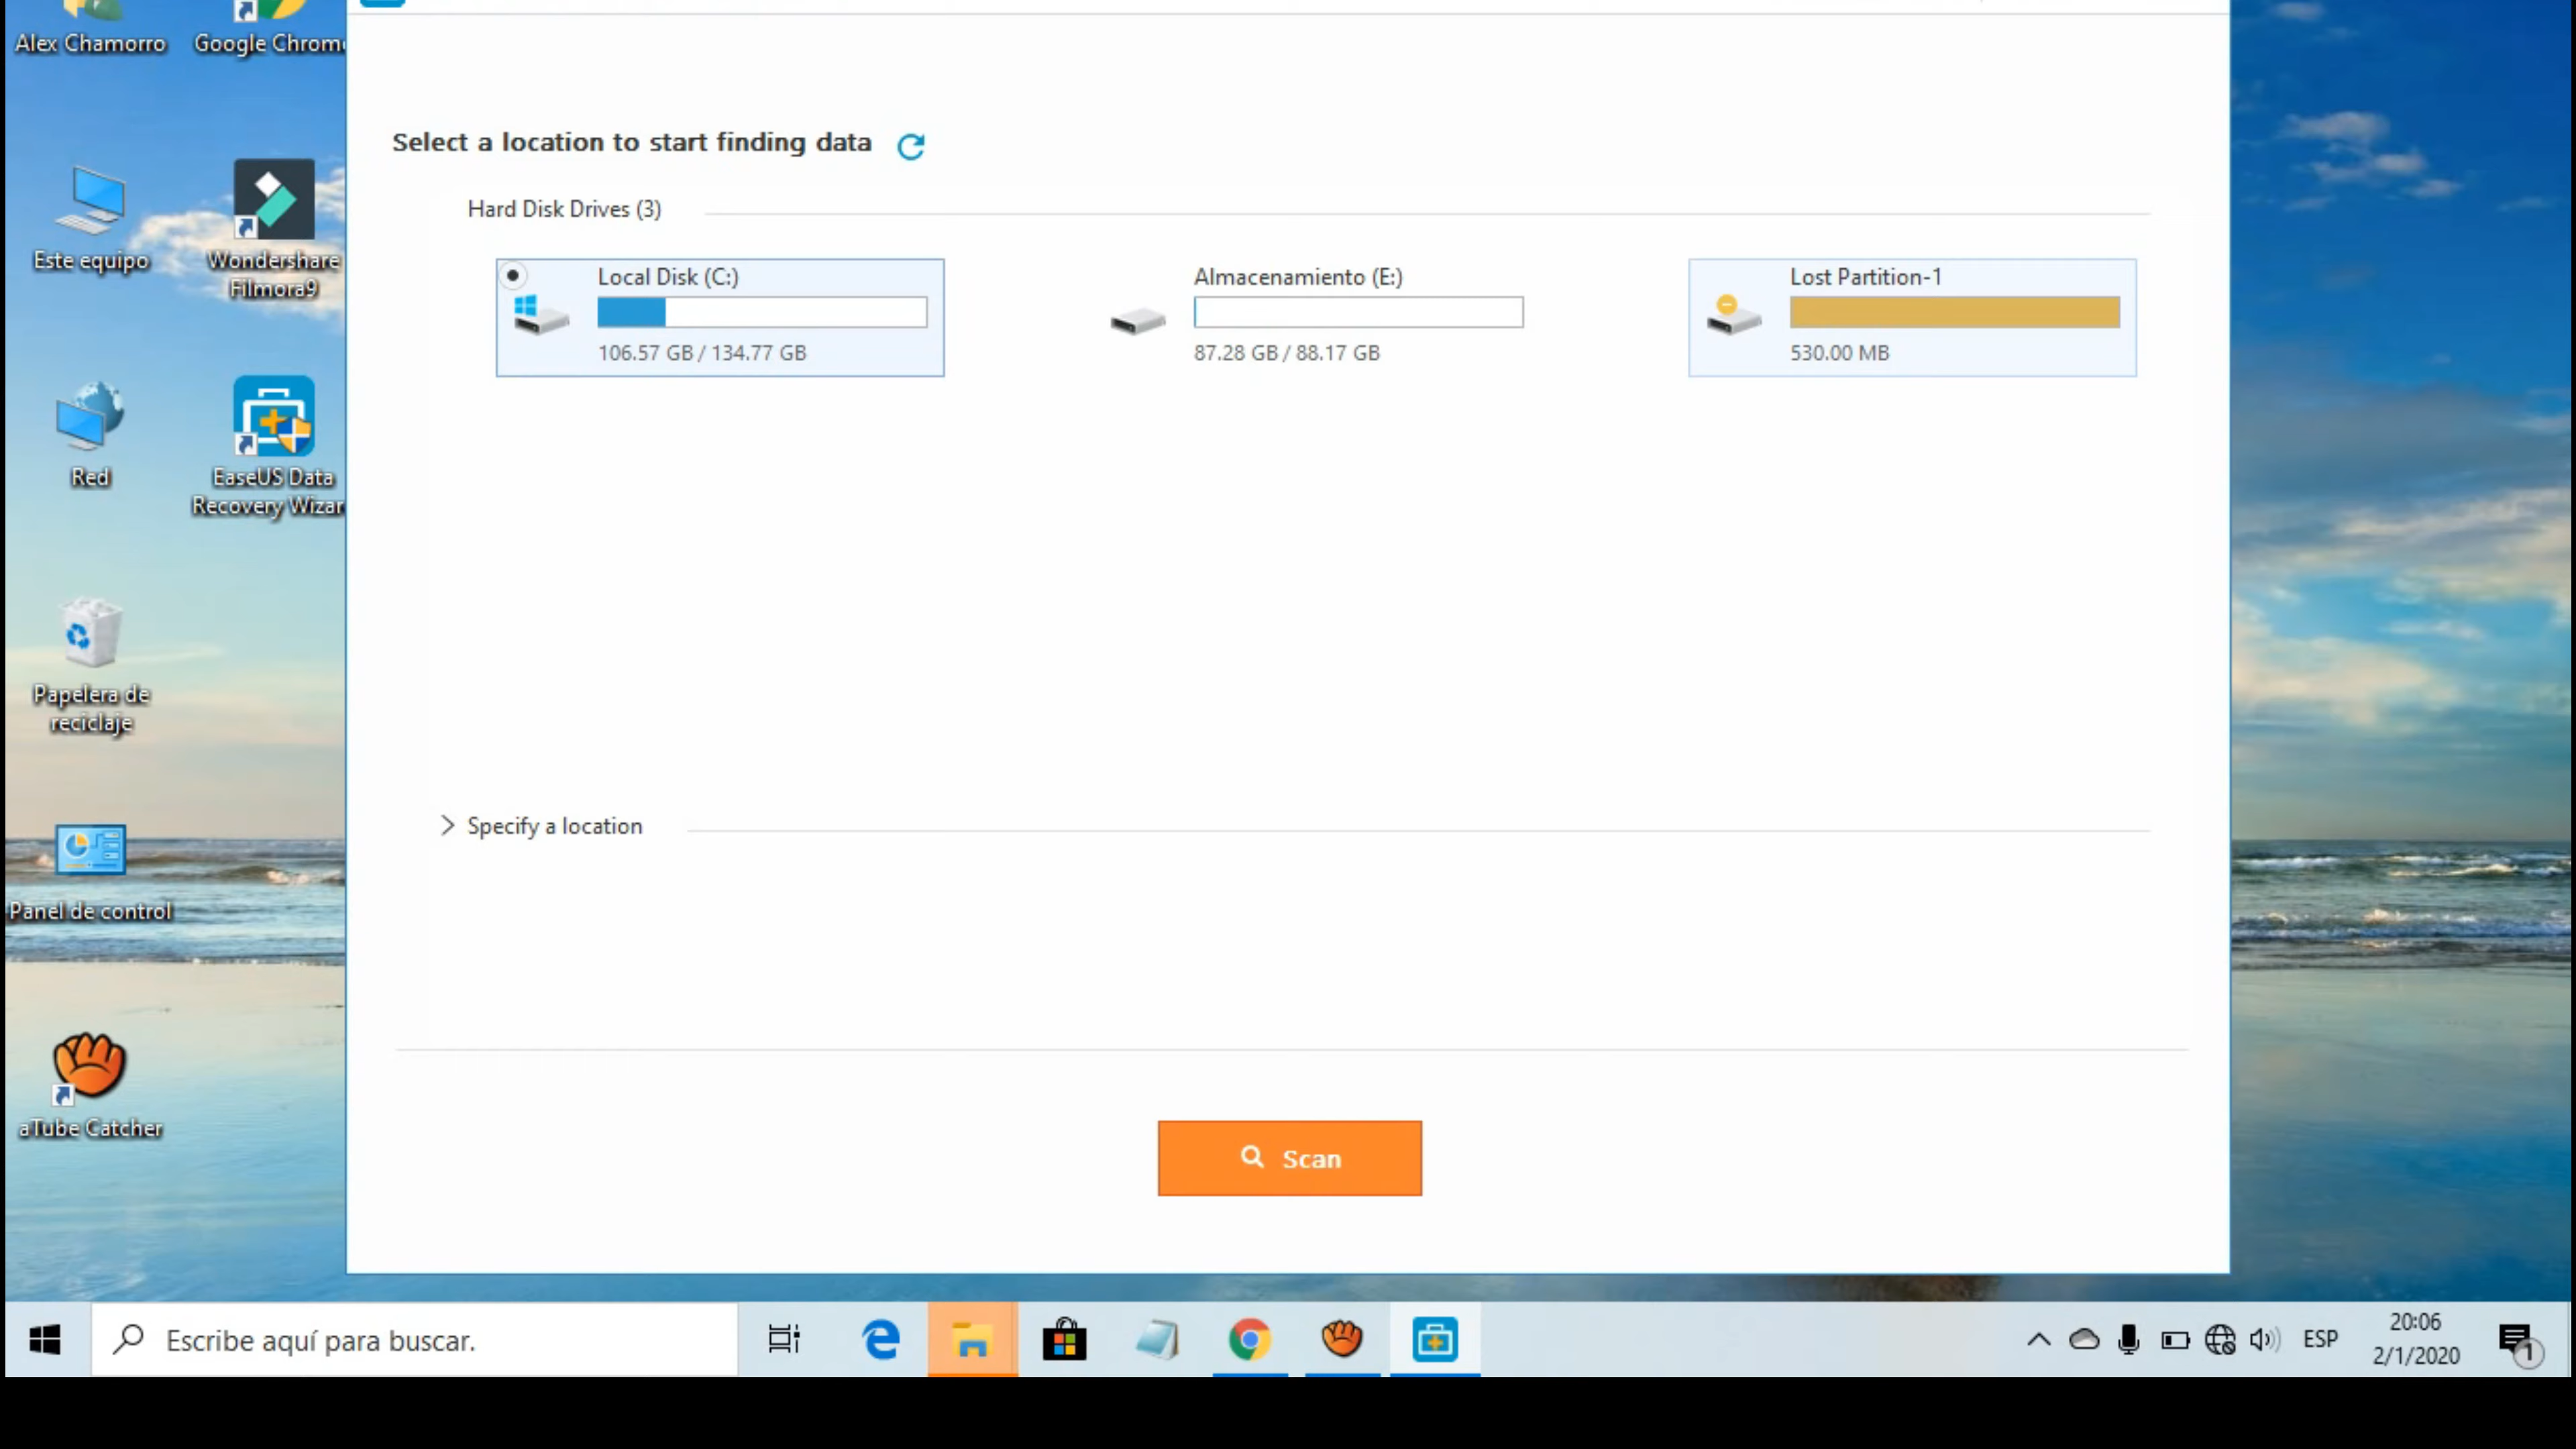 Alex Chamorro
Google Chrom
Este equipo
Wondershare
Filmora9
Red
EaseUS Data
Recovery Wizar
Papelera de
reciclaje
Panel de control
aTube Catcher
Select a location to start finding data
Hard Disk Drives (3)
Local Disk (C:)
106.57 GB / 134.77 GB
Almacenamiento (E:)
87.28 GB / 88.17 GB
Lost Partition-1
530.00 MB
Specify a location
Scan
Escribe aquí para buscar.
ESP
20:06
2/1/2020
1